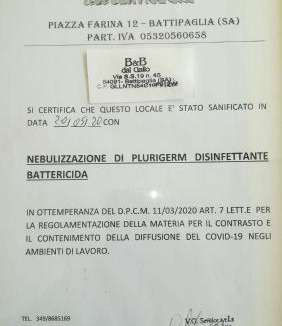 PIAZZA FARINA 12 - BATTIPAGLIA (SA)
PART. IVA 05320560658
B&B
dal Gallo
Via S.S.19 n. 45
84091- Battipaglia (SA)
SI CERTIFICA CHE QUESTO LOCALE E' STATO SANIFICATO IN
DATA 20/05/20 CON
NEBULIZZAZIONE DI PLURIGERM DISINFETTANTE
BATTERICIDA
IN OTTEMPERANZA DEL D.P.C.M. 11/03/2020 ART. 7 LETT.E PER
LA REGOLAMENTAZIONE DELLA MATERIA PER IL CONTRASTO E
IL CONTENIMENTO DELLA DIFFUSIONE DEL COVID-19 NEGLI
AMBIENTI DI LAVORO.
TEL. 349/8685169